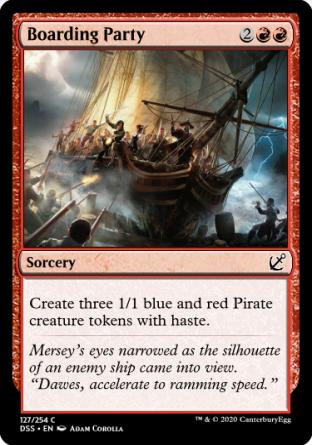 Boarding Party 2
Sorcery
Create three 1/1 blue and red Pirate
creature tokens with haste.
Mersey's eyes narrowed as the silhouette
of an enemy ship came into view.
"Dawes, accelerate to ramming speed."
127/254 C ™ & © 2020 CanterburyEgg
DSS • EN Adam Corolla